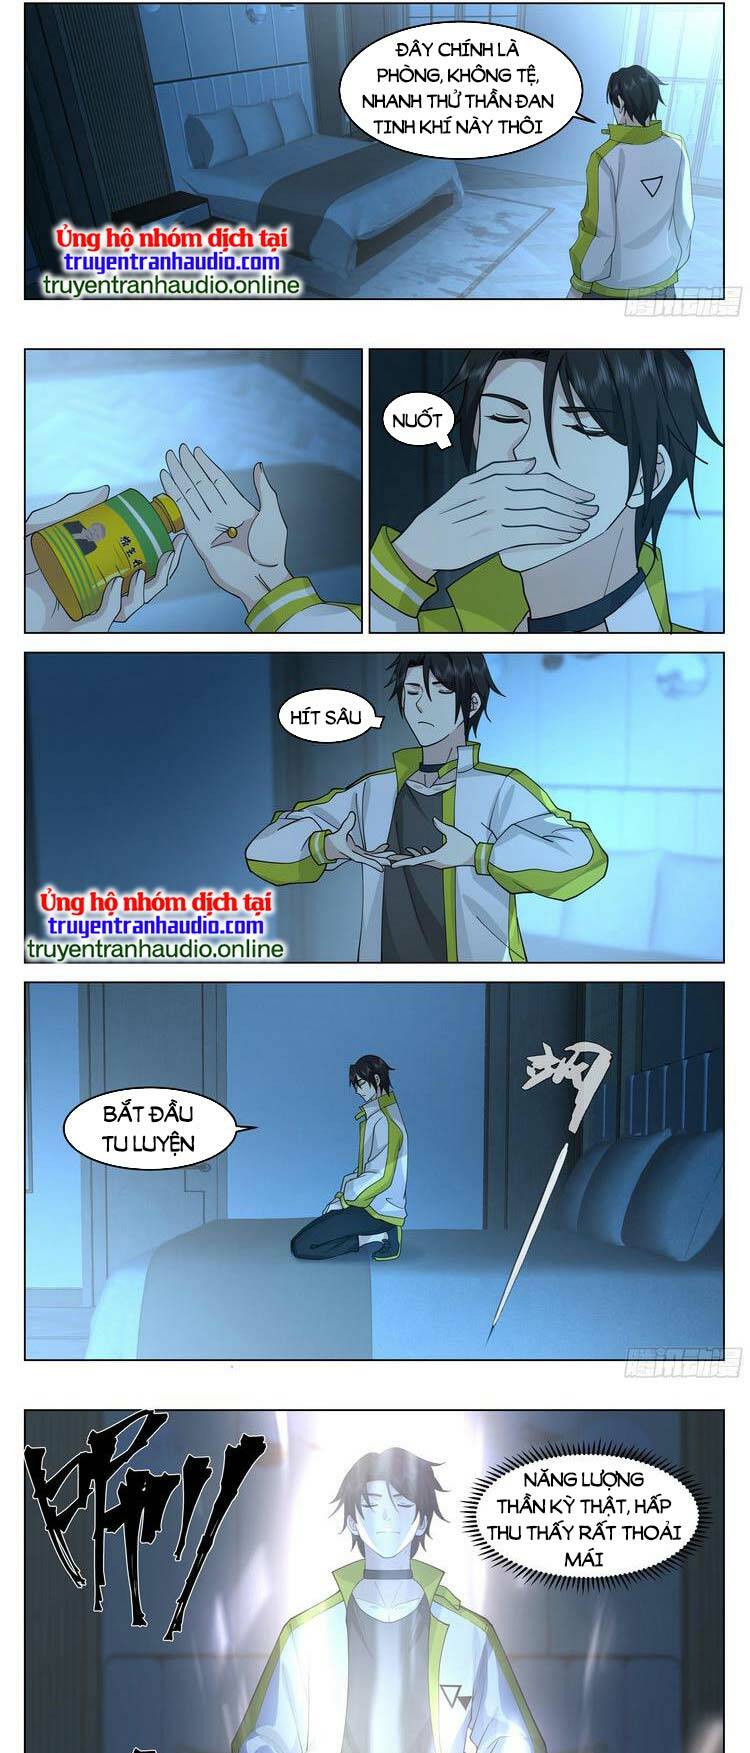 ĐÂY CHÍNH LÀ
PHÒNG, KHÔNG TỆ,
NHANH THỬ THẦN ĐAN
TINH KHÍ NÀY THÔI
Ủng hộ nhóm dịch tại
truyentranhaudio.com
truyentranhaudio.online
NUỐT
HÍT SÂU
Ủng hộ nhóm dịch tại
truyentranhaudio.com
truyentranhaudio.online
BẮT ĐẦU
TU LUYỆN
NĂNG LƯỢNG
THẦN KỲ THẬT, HẤP
THU THẤY RẤT THOẢI
MÁI